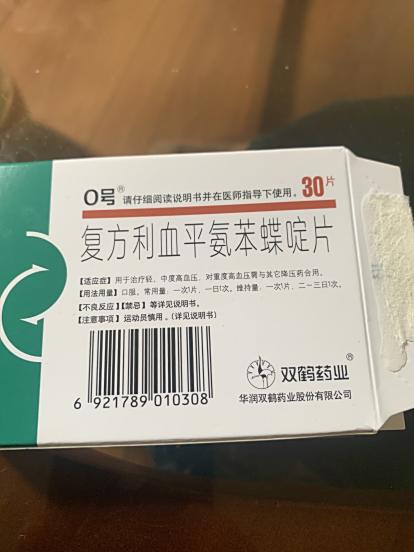 0号® 请仔细阅读说明书并在医师指导下使用。 30片
复方利血平氨苯蝶啶片
【适应症】用于治疗轻、中度高血压，对重度高血压需与其它降压药合用。
【用法用量】口服。常用量：一次1片，一日1次。维持量：一次1片，二～三日1次。
【不良反应】【禁忌】等详见说明书。
【注意事项】运动员慎用。(详见说明书)
双鹤药业®
华润双鹤药业股份有限公司
6 921789 010308